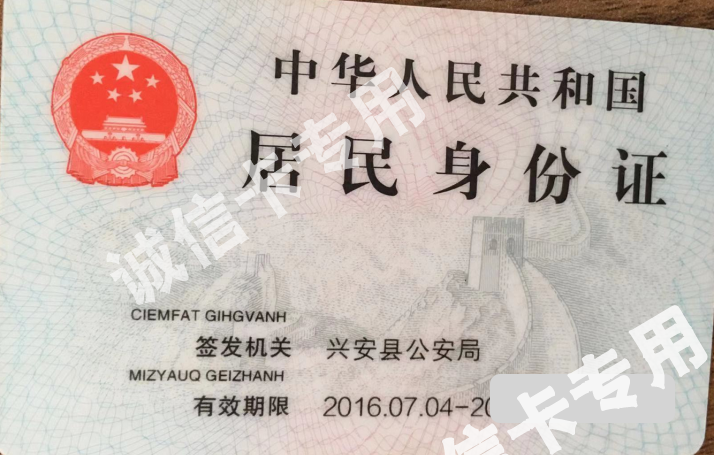 中华人民共和国
居民身份证
诚信卡专用
CIEMFAT GIHGVANH
签发机关 兴安县公安局
MIZYAUQ GEIZHANH
有效期限 2016.07.04-20
信卡专用